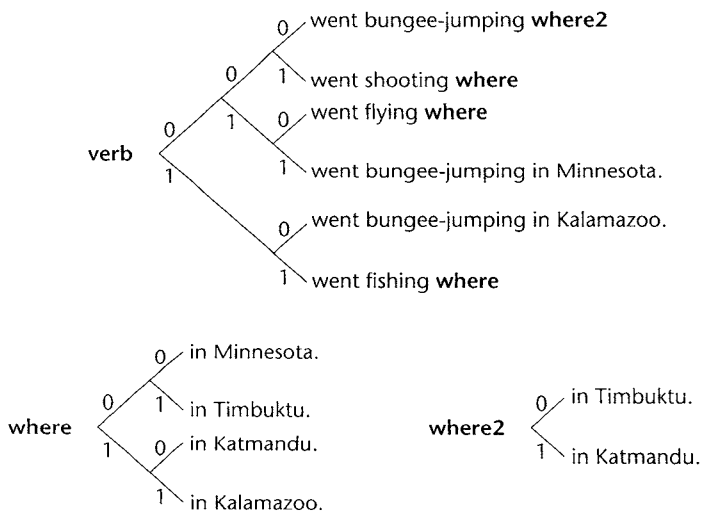 0 went bungee-jumping where2
0
1 went shooting where
0 0 went flying where
1
verb
1 1 went bungee-jumping in Minnesota.
0 went bungee-jumping in Kalamazoo.
1 went fishing where
0 in Minnesota.
0
1 in Timbuktu.
where
1
0 in Katmandu.
1 in Kalamazoo.
0 in Timbuktu.
where2
1 in Katmandu.